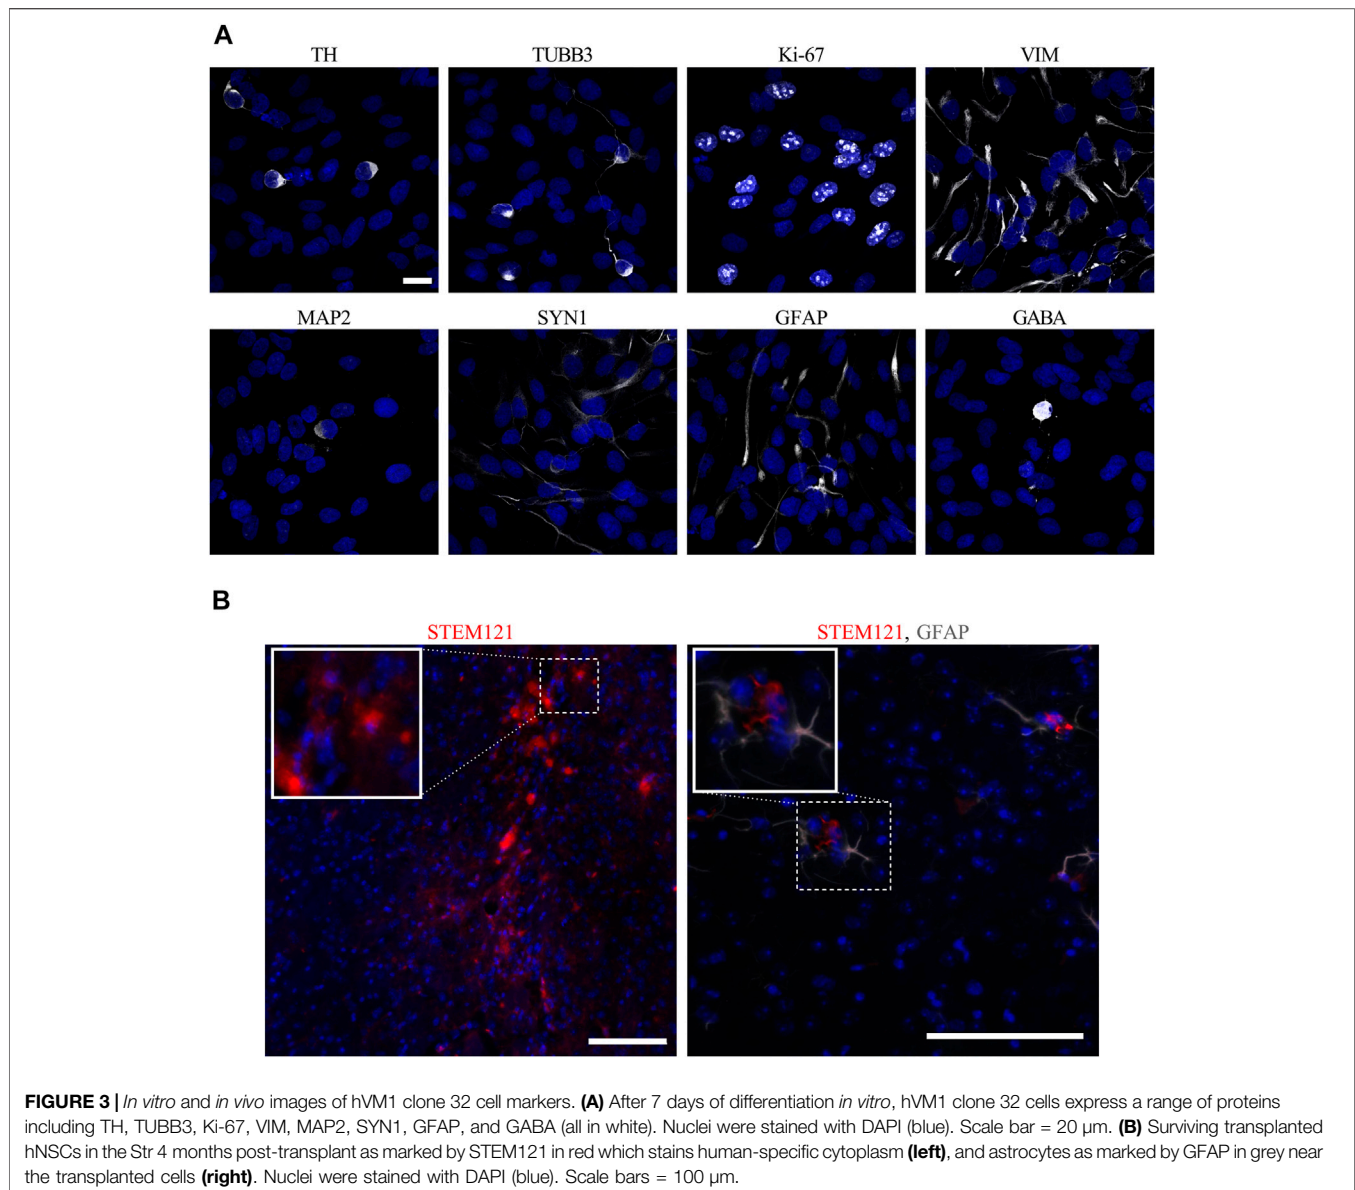 A
TH TUBB3 Ki-67 VIM
MAP2 SYN1 GFAP GABA
B
STEM121 STEM121, GFAP
FIGURE 3 | In vitro and in vivo images of hVM1 clone 32 cell markers. (A) After 7 days of differentiation in vitro, hVM1 clone 32 cells express a range of proteins
including TH, TUBB3, Ki-67, VIM, MAP2, SYN1, GFAP, and GABA (all in white). Nuclei were stained with DAPI (blue). Scale bar = 20 μm. (B) Surviving transplanted
hNSCs in the Str 4 months post-transplant as marked by STEM121 in red which stains human-specific cytoplasm (left), and astrocytes as marked by GFAP in grey near
the transplanted cells (right). Nuclei were stained with DAPI (blue). Scale bars = 100 μm.